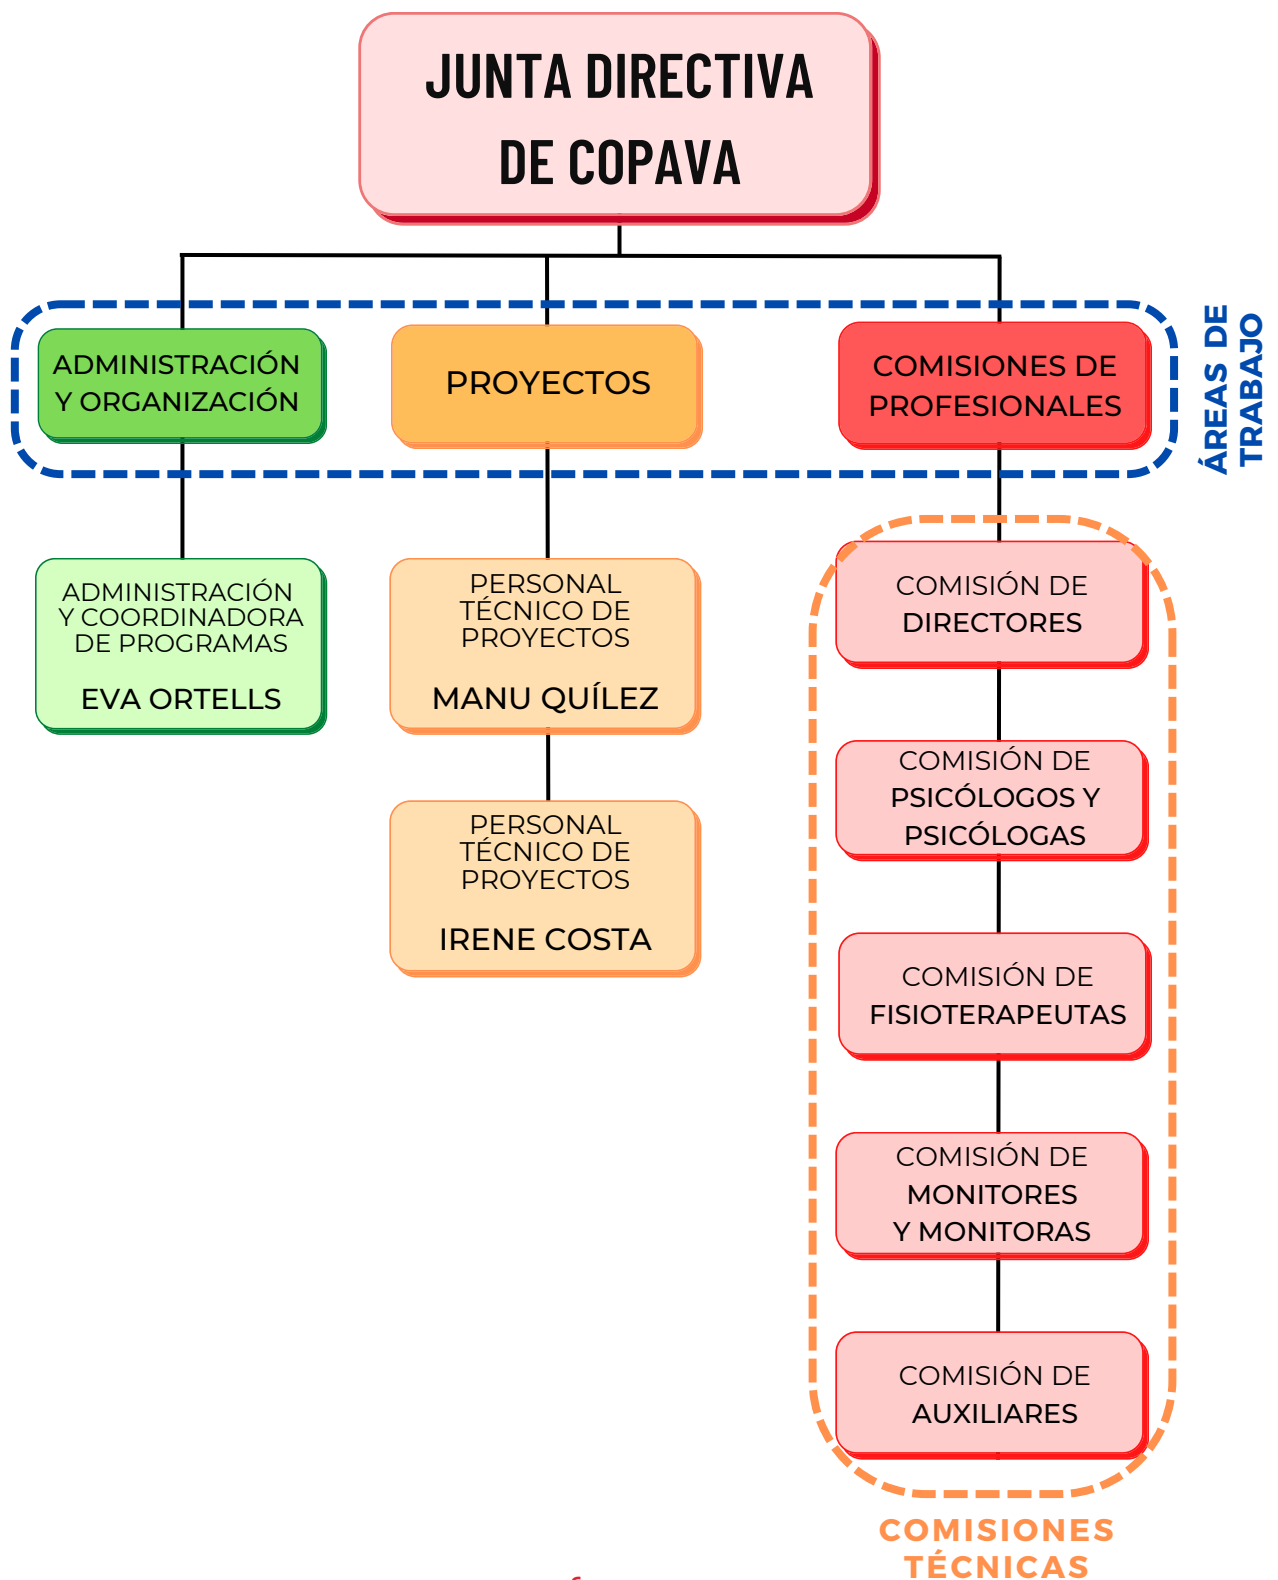 JUNTA DIRECTIVA
DE COPAVA
ÁREAS DE
TRABAJO
ADMINISTRACIÓN
Y ORGANIZACIÓN
PROYECTOS
COMISIONES DE
PROFESIONALES
ADMINISTRACIÓN
Y COORDINADORA
DE PROGRAMAS
EVA ORTELLS
PERSONAL
TÉCNICO DE
PROYECTOS
MANU QUÍLEZ
PERSONAL
TÉCNICO DE
PROYECTOS
IRENE COSTA
COMISIÓN DE
DIRECTORES
COMISIÓN DE
PSICÓLOGOS Y
PSICÓLOGAS
COMISIÓN DE
FISIOTERAPEUTAS
COMISIÓN DE
MONITORES
Y MONITORAS
COMISIÓN DE
AUXILIARES
COMISIONES
TÉCNICAS